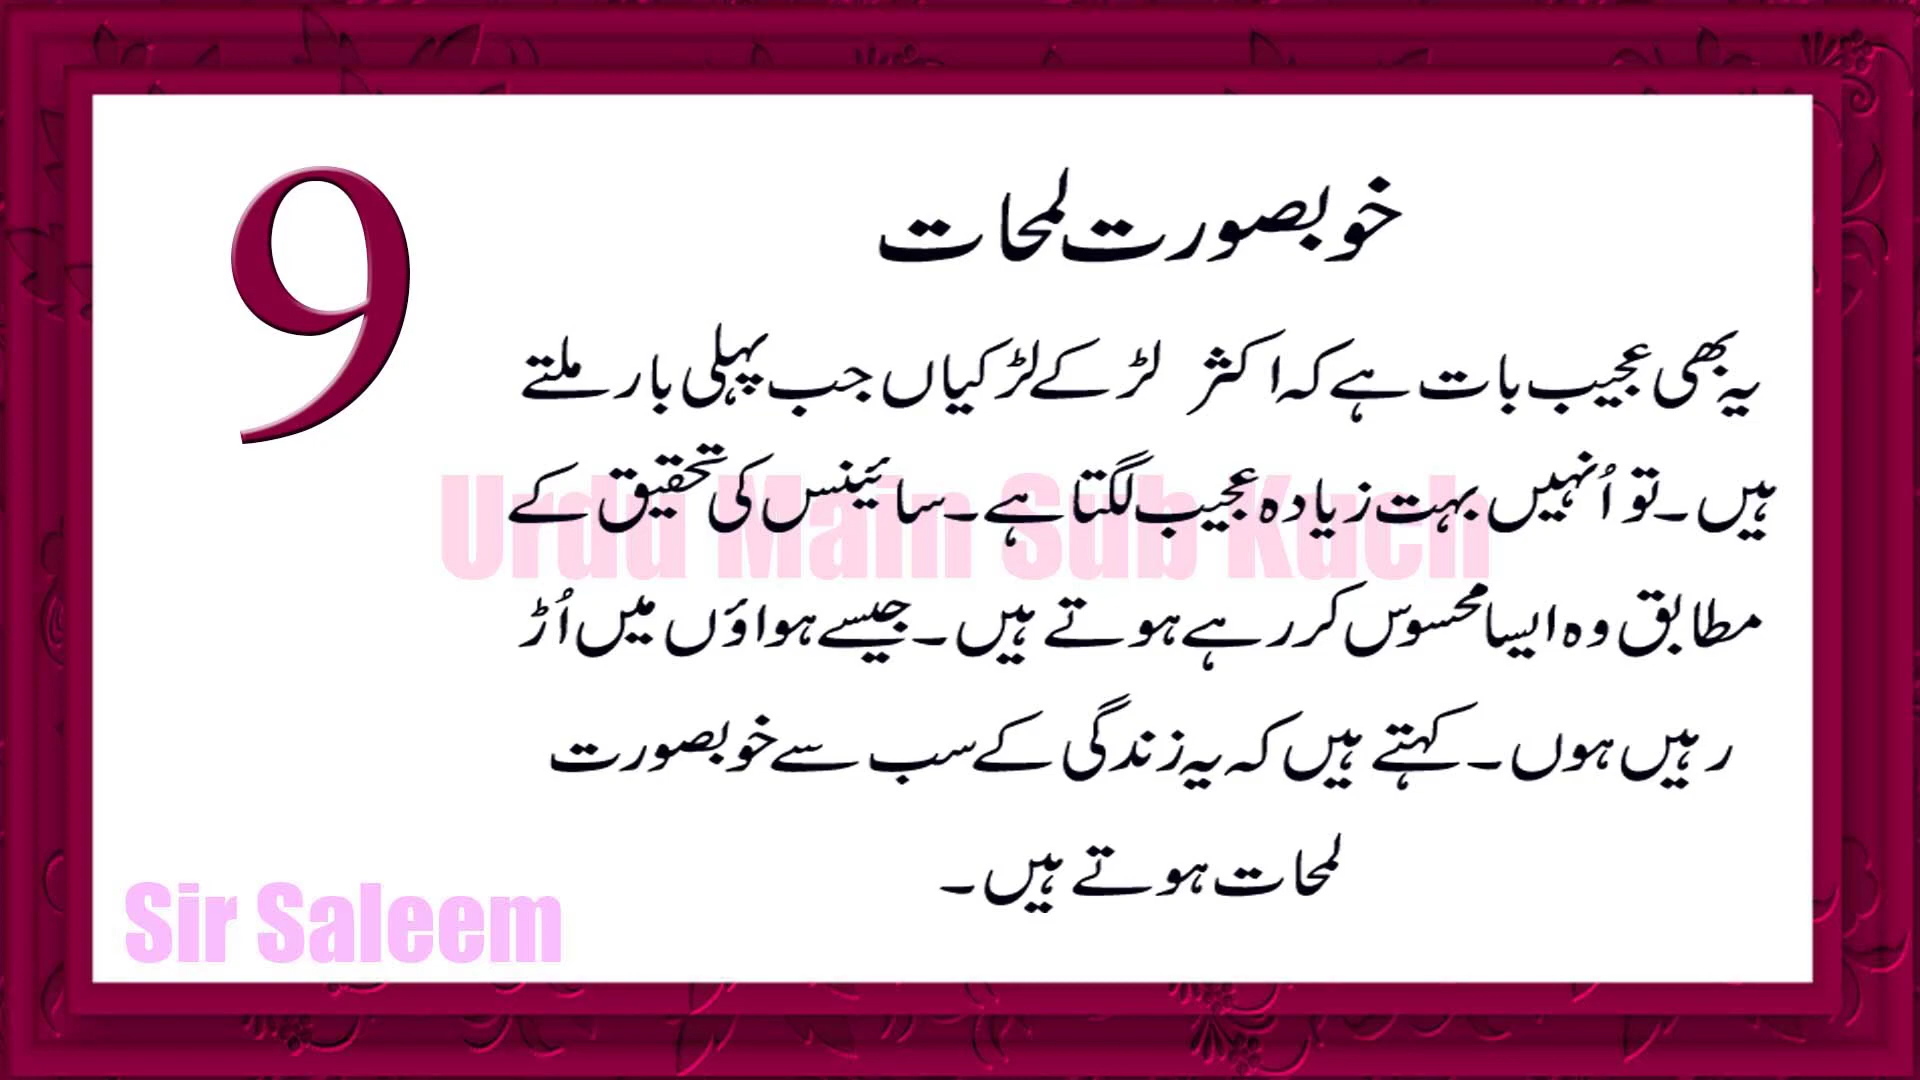 9
خوبصورت لمحات
یہ بھی عجیب بات ہے کہ اکثر لڑکے لڑکیاں جب پہلی بار ملتے
ہیں۔ تو اُنہیں بہت زیادہ عجیب لگتا ہے۔ سائینس کی تحقیق کے
Urdu Main Sub Kuch
مطابق وہ ایسا محسوس کر رہے ہوتے ہیں۔ جیسے ہواؤں میں اُڑ
رہیں ہوں۔ کہتے ہیں کہ یہ زندگی کے سب سے خوبصورت
لمحات ہوتے ہیں۔
Sir Saleem